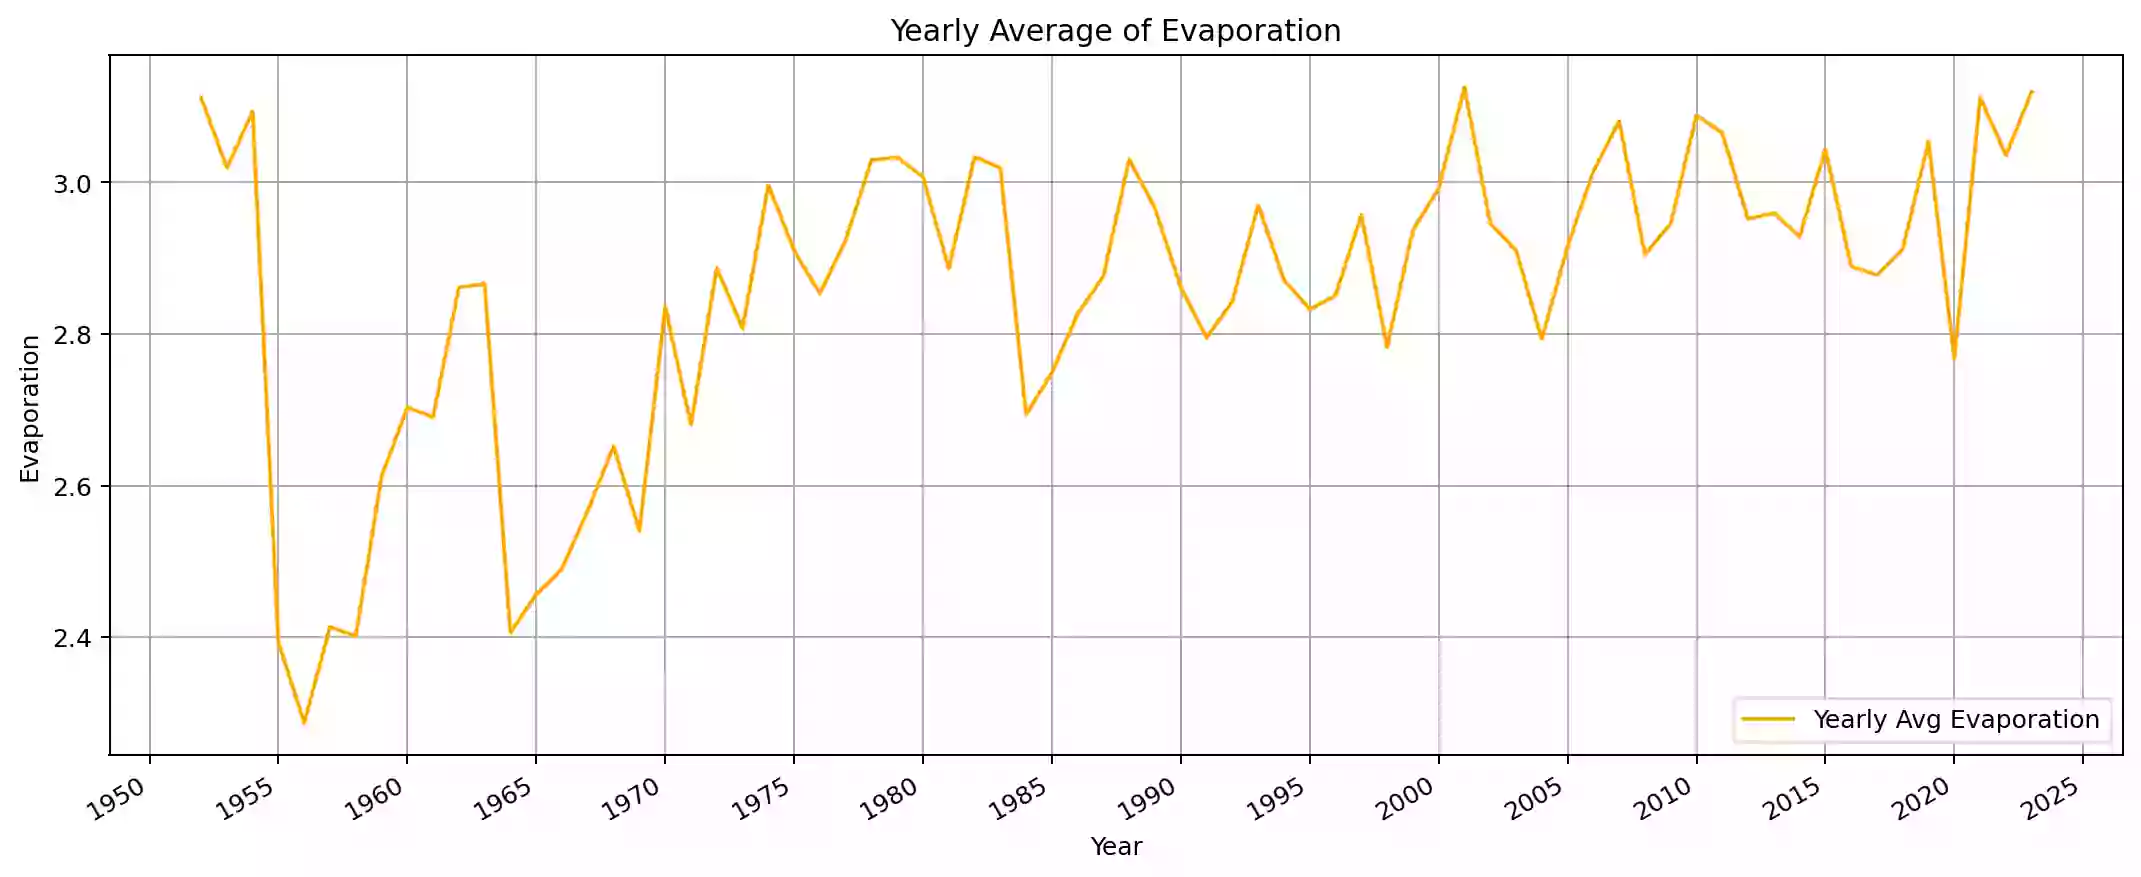 Yearly Average of Evaporation
3.0
2.8
2.6
2.4
Evaporation
Yearly Avg Evaporation
1950 1955 1960 1965 1970 1975 1980 1985 1990 1995 2000 2005 2010 2015 2020 2025
Year